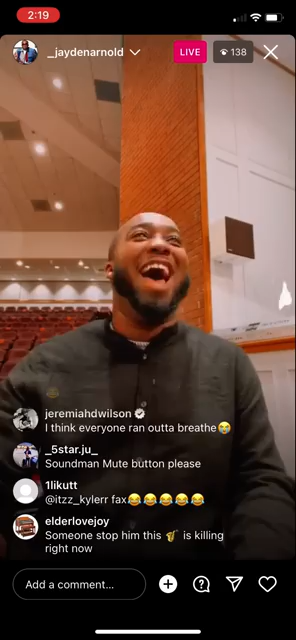 2:19
_jaydenarnold
LIVE
138
jeremiahdwilson
I think everyone ran outta breathe😭
_5star.ju_
Soundman Mute button please
1likutt
@itzz_kylerr fax😂😂😂😂😂
elderlovejoy
Someone stop him this 🎷 is killing
right now
Add a comment...